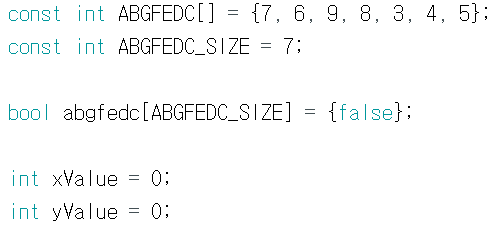 const int ABGFEDC[] = {7, 6, 9, 8, 3, 4, 5};
const int ABGFEDC_SIZE = 7;
bool abgfedc[ABGFEDC_SIZE] = {false};
int xValue = 0;
int yValue = 0;